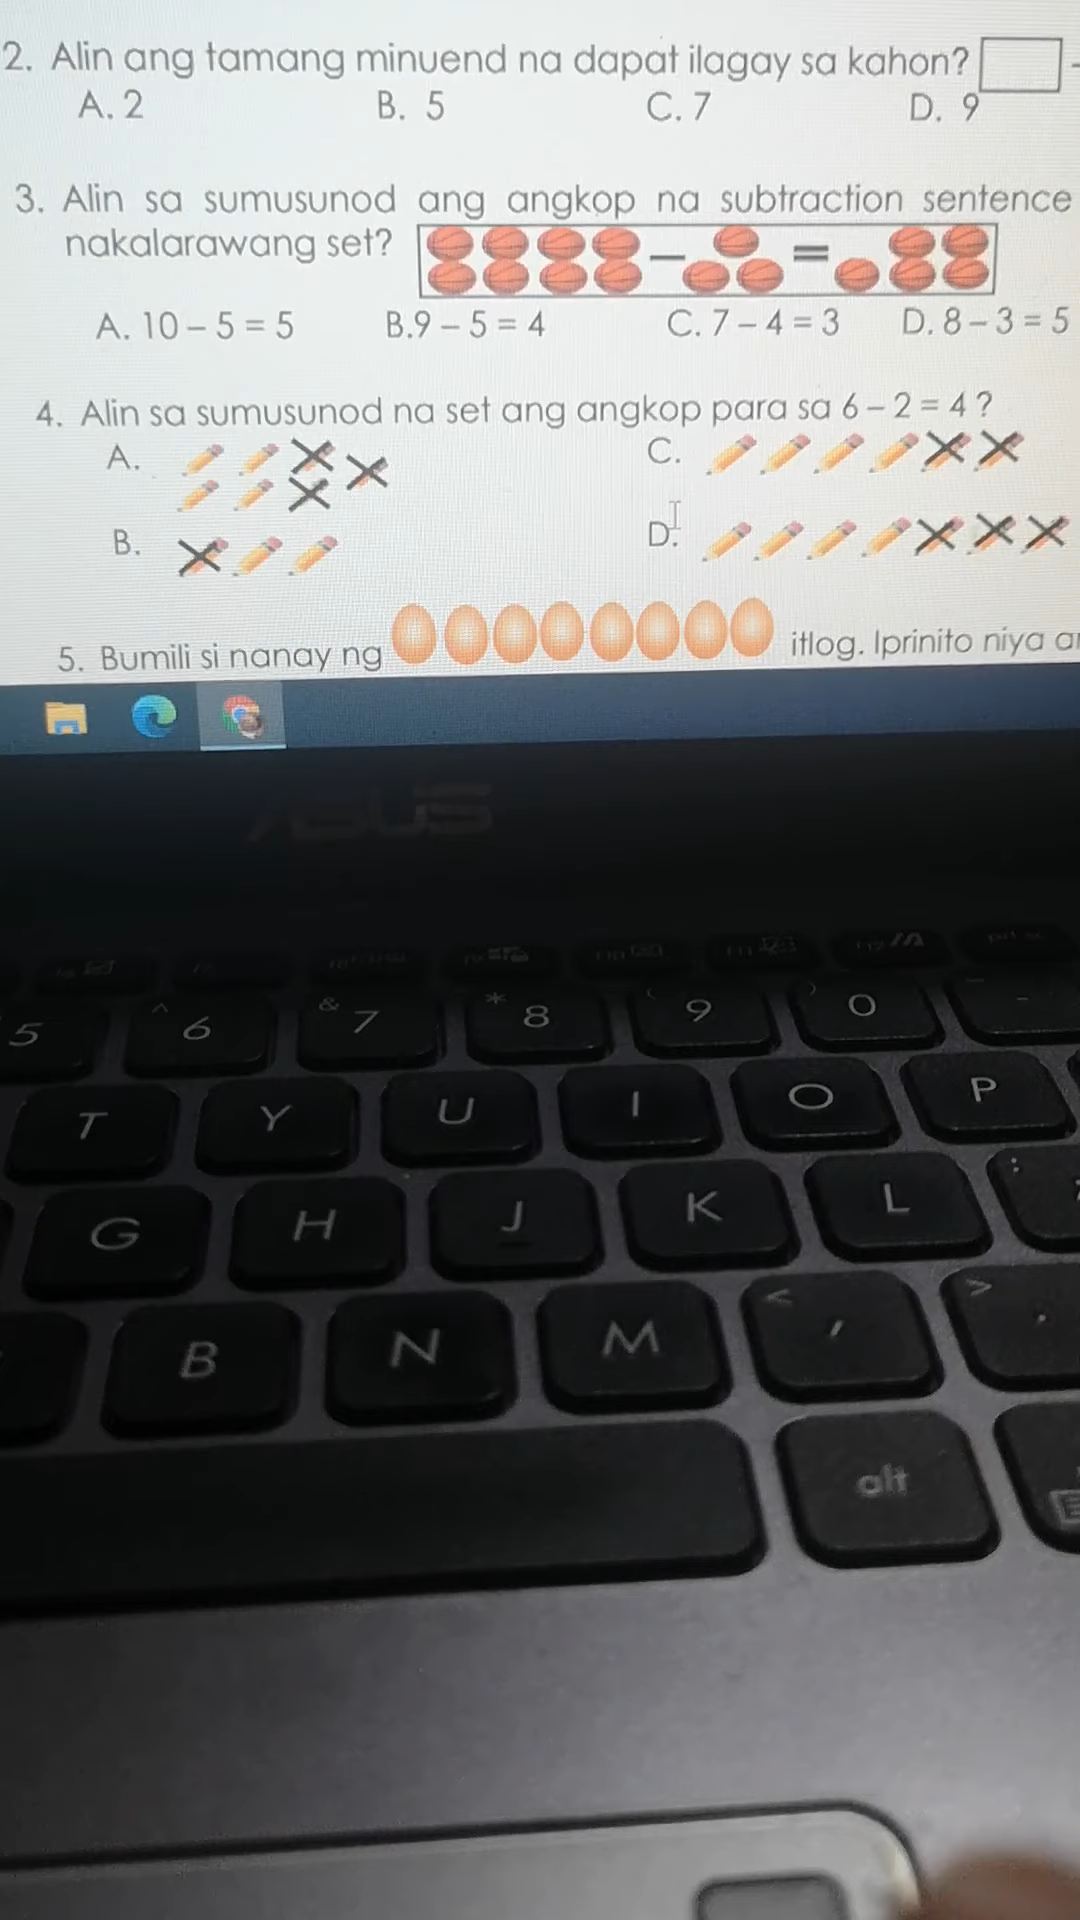 2. Alin ang tamang minuend na dapat ilagay sa kahon?
A. 2 B. 5 C. 7 D. 9
3. Alin sa sumusunod ang angkop na subtraction sentence
nakalarawang set? – =
A. 10 – 5 = 5 B.9 – 5 = 4 C. 7 – 4 = 3 D. 8 – 3 = 5
4. Alin sa sumusunod na set ang angkop para sa 6 – 2 = 4 ?
A. C.
B. D.
5. Bumili si nanay ng itlog. Iprinito niya
ASUS
5 ^ 6 & 7 * 8 ( 9 ) 0 -
T Y U I O P
G H J K L :
B N M < , > .
alt